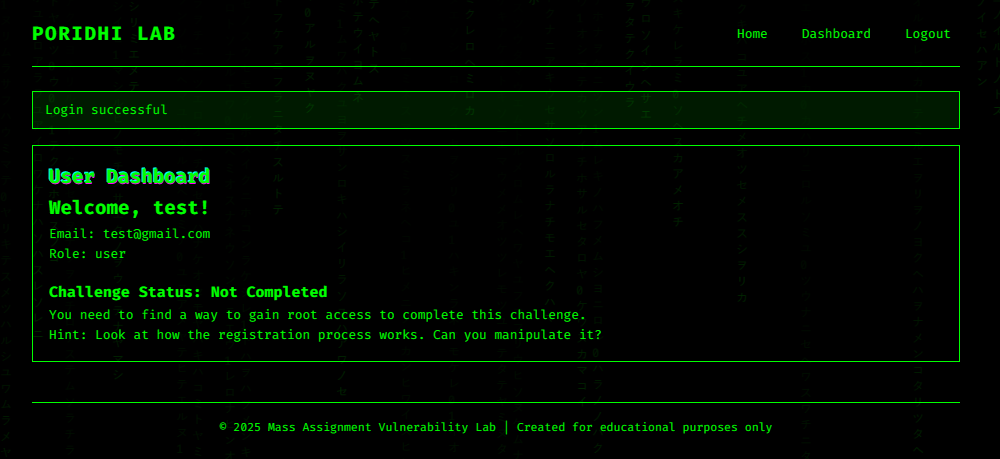 PORIDHI LAB
Home Dashboard Logout
Login successful
User Dashboard
Welcome, test!
Email: test@gmail.com
Role: user
Challenge Status: Not Completed
You need to find a way to gain root access to complete this challenge.
Hint: Look at how the registration process works. Can you manipulate it?
© 2025 Mass Assignment Vulnerability Lab | Created for educational purposes only